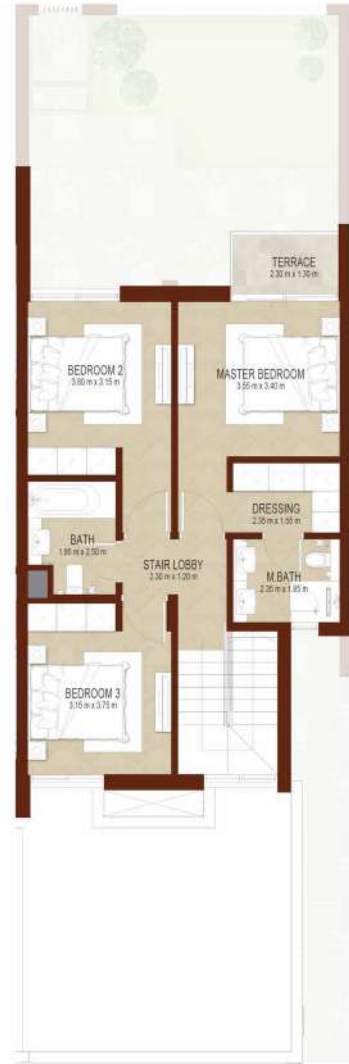 TERRACE
2.30 m x 1.30 m
BEDROOM 2
3.60 m x 3.15 m
MASTER BEDROOM
3.55 m x 3.40 m
DRESSING
2.35 m x 1.55 m
BATH
1.85 m x 2.50 m
STAIR LOBBY
2.30 m x 1.20 m
M.BATH
2.35 m x 1.85 m
BEDROOM 3
3.15 m x 3.75 m